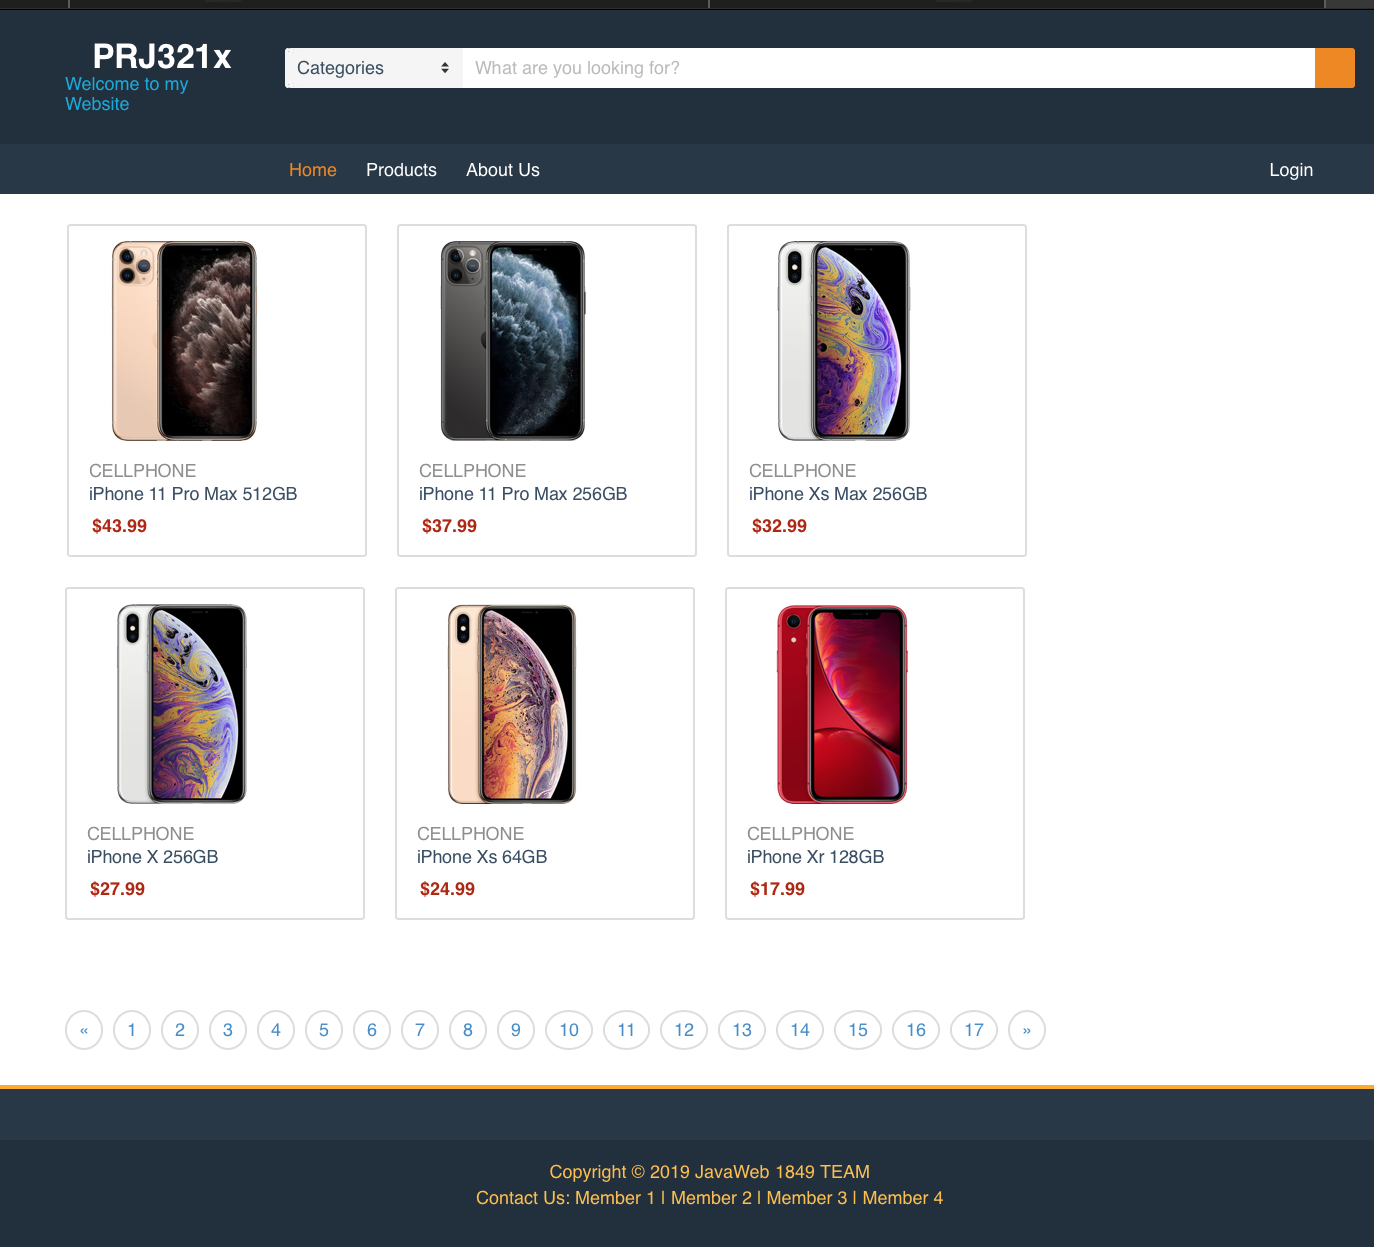 PRJ321x
Welcome to my
Website
Categories
What are you looking for?
Home Products About Us Login
CELLPHONE
iPhone 11 Pro Max 512GB
$43.99
CELLPHONE
iPhone 11 Pro Max 256GB
$37.99
CELLPHONE
iPhone Xs Max 256GB
$32.99
CELLPHONE
iPhone X 256GB
$27.99
CELLPHONE
iPhone Xs 64GB
$24.99
CELLPHONE
iPhone Xr 128GB
$17.99
« 1 2 3 4 5 6 7 8 9 10 11 12 13 14 15 16 17 »
Copyright © 2019 JavaWeb 1849 TEAM
Contact Us: Member 1 | Member 2 | Member 3 | Member 4